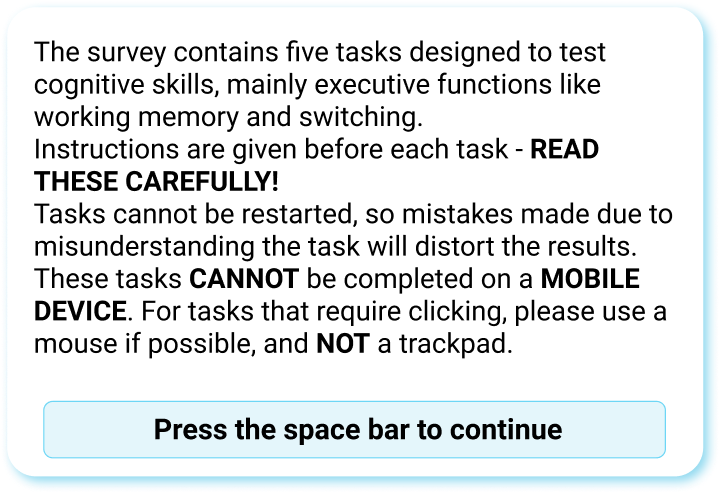 The survey contains five tasks designed to test
cognitive skills, mainly executive functions like
working memory and switching.
Instructions are given before each task - READ
THESE CAREFULLY!
Tasks cannot be restarted, so mistakes made due to
misunderstanding the task will distort the results.
These tasks CANNOT be completed on a MOBILE
DEVICE. For tasks that require clicking, please use a
mouse if possible, and NOT a trackpad.
Press the space bar to continue